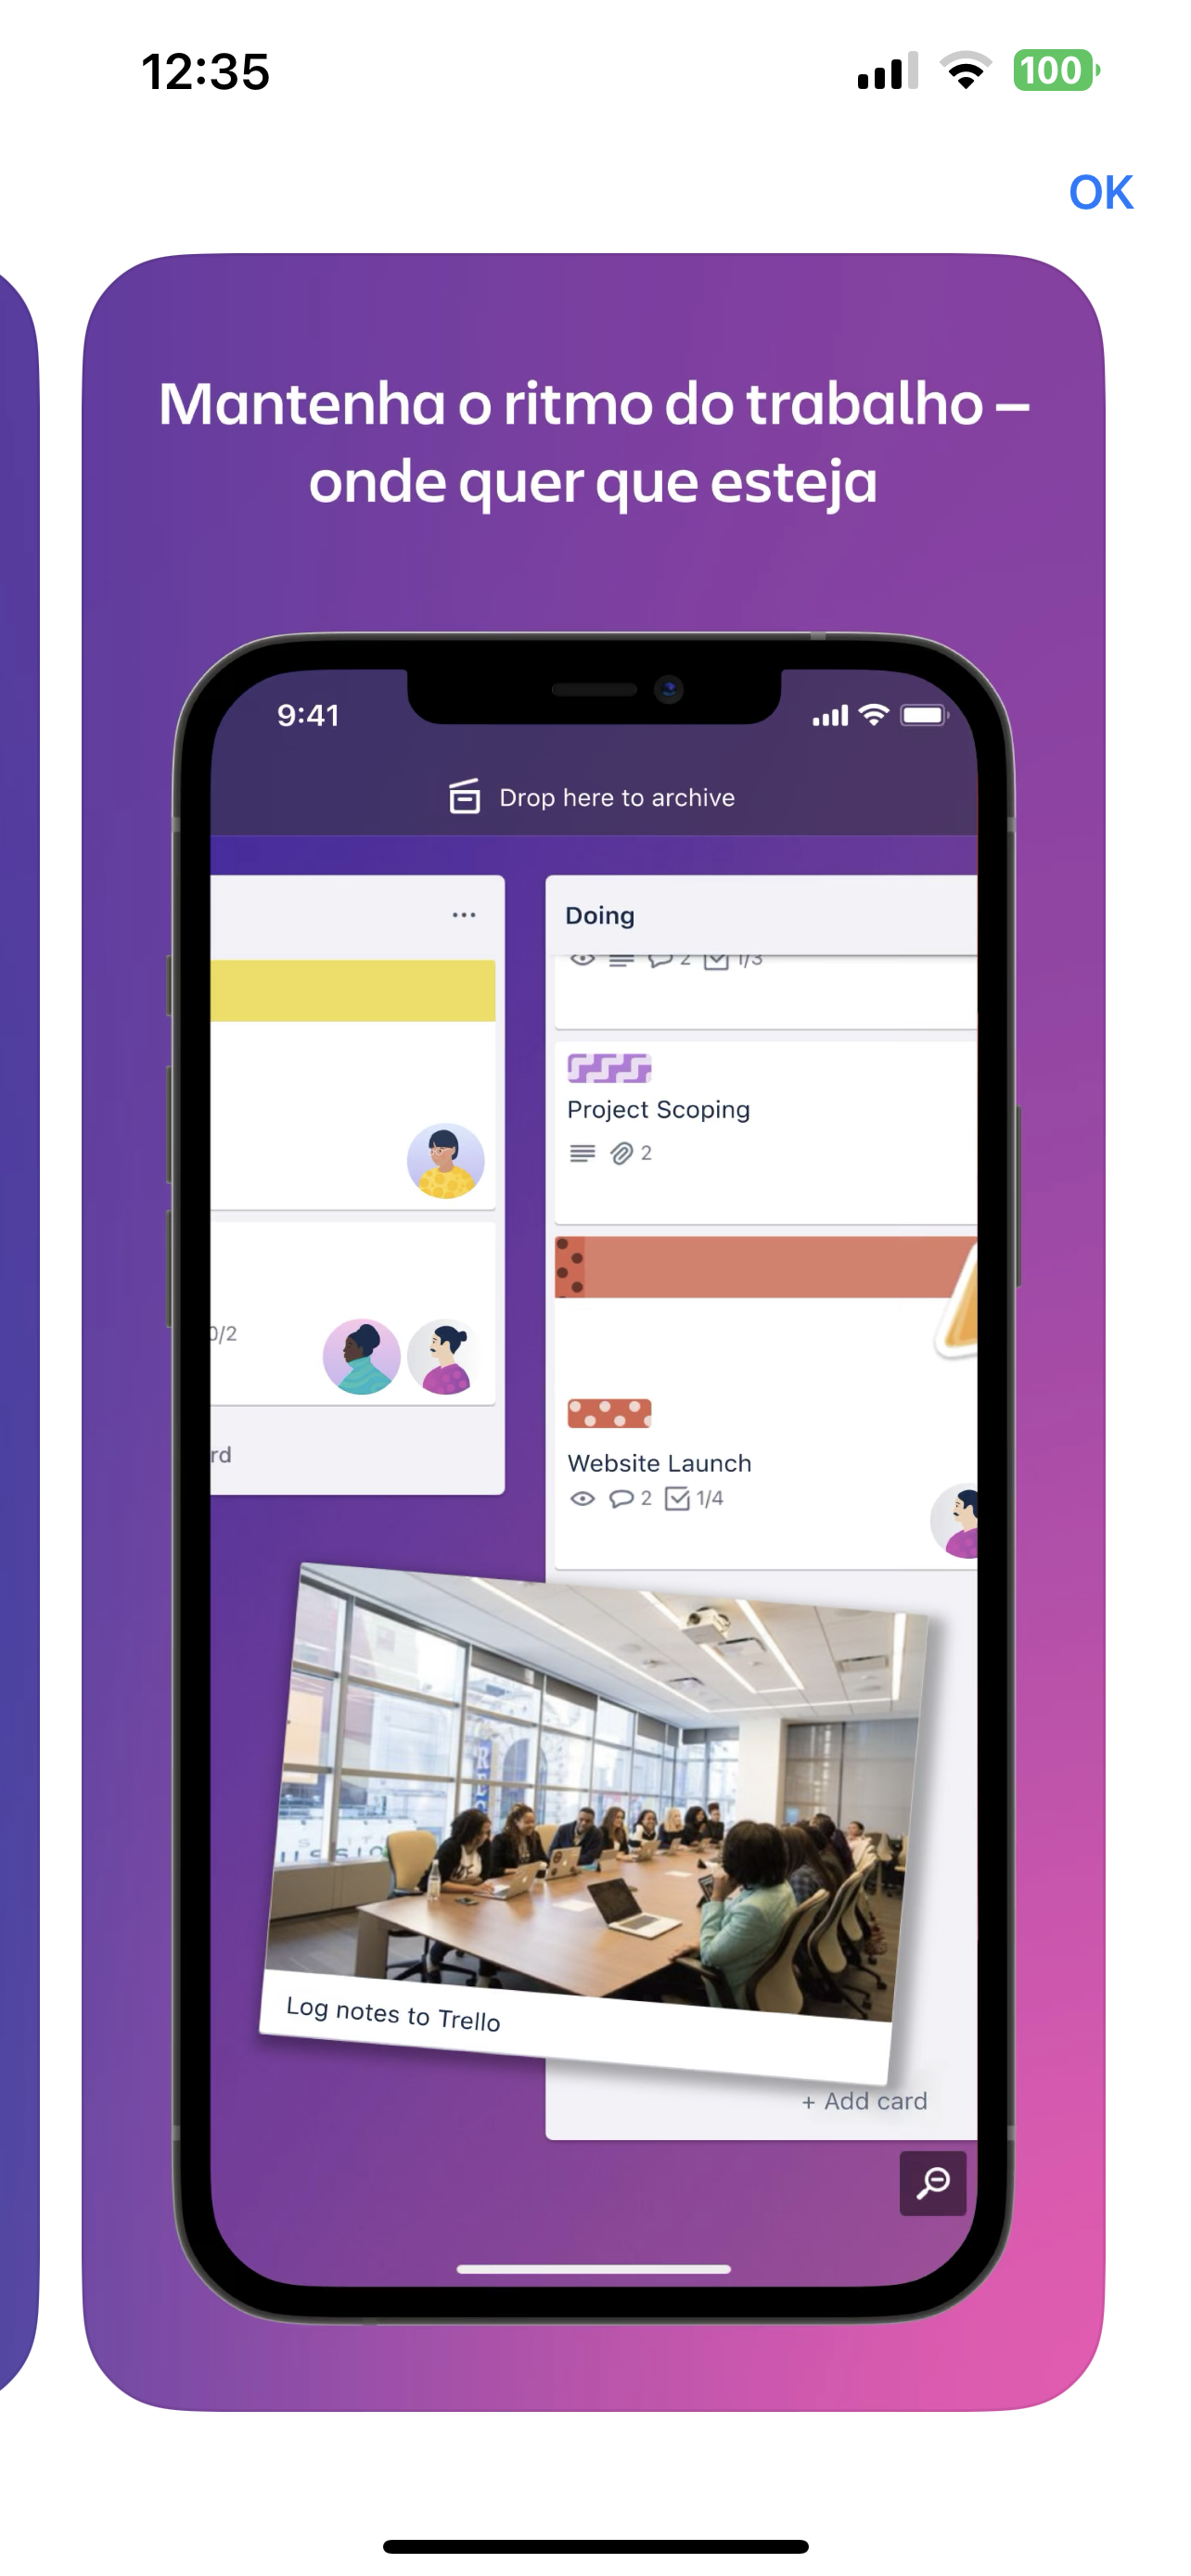 12:35
100
OK
Mantenha o ritmo do trabalho –
onde quer que esteja
9:41
Drop here to archive
Doing
2 1/3
Project Scoping
2
0/2
Website Launch
2 1/4
rd
Log notes to Trello
+ Add card